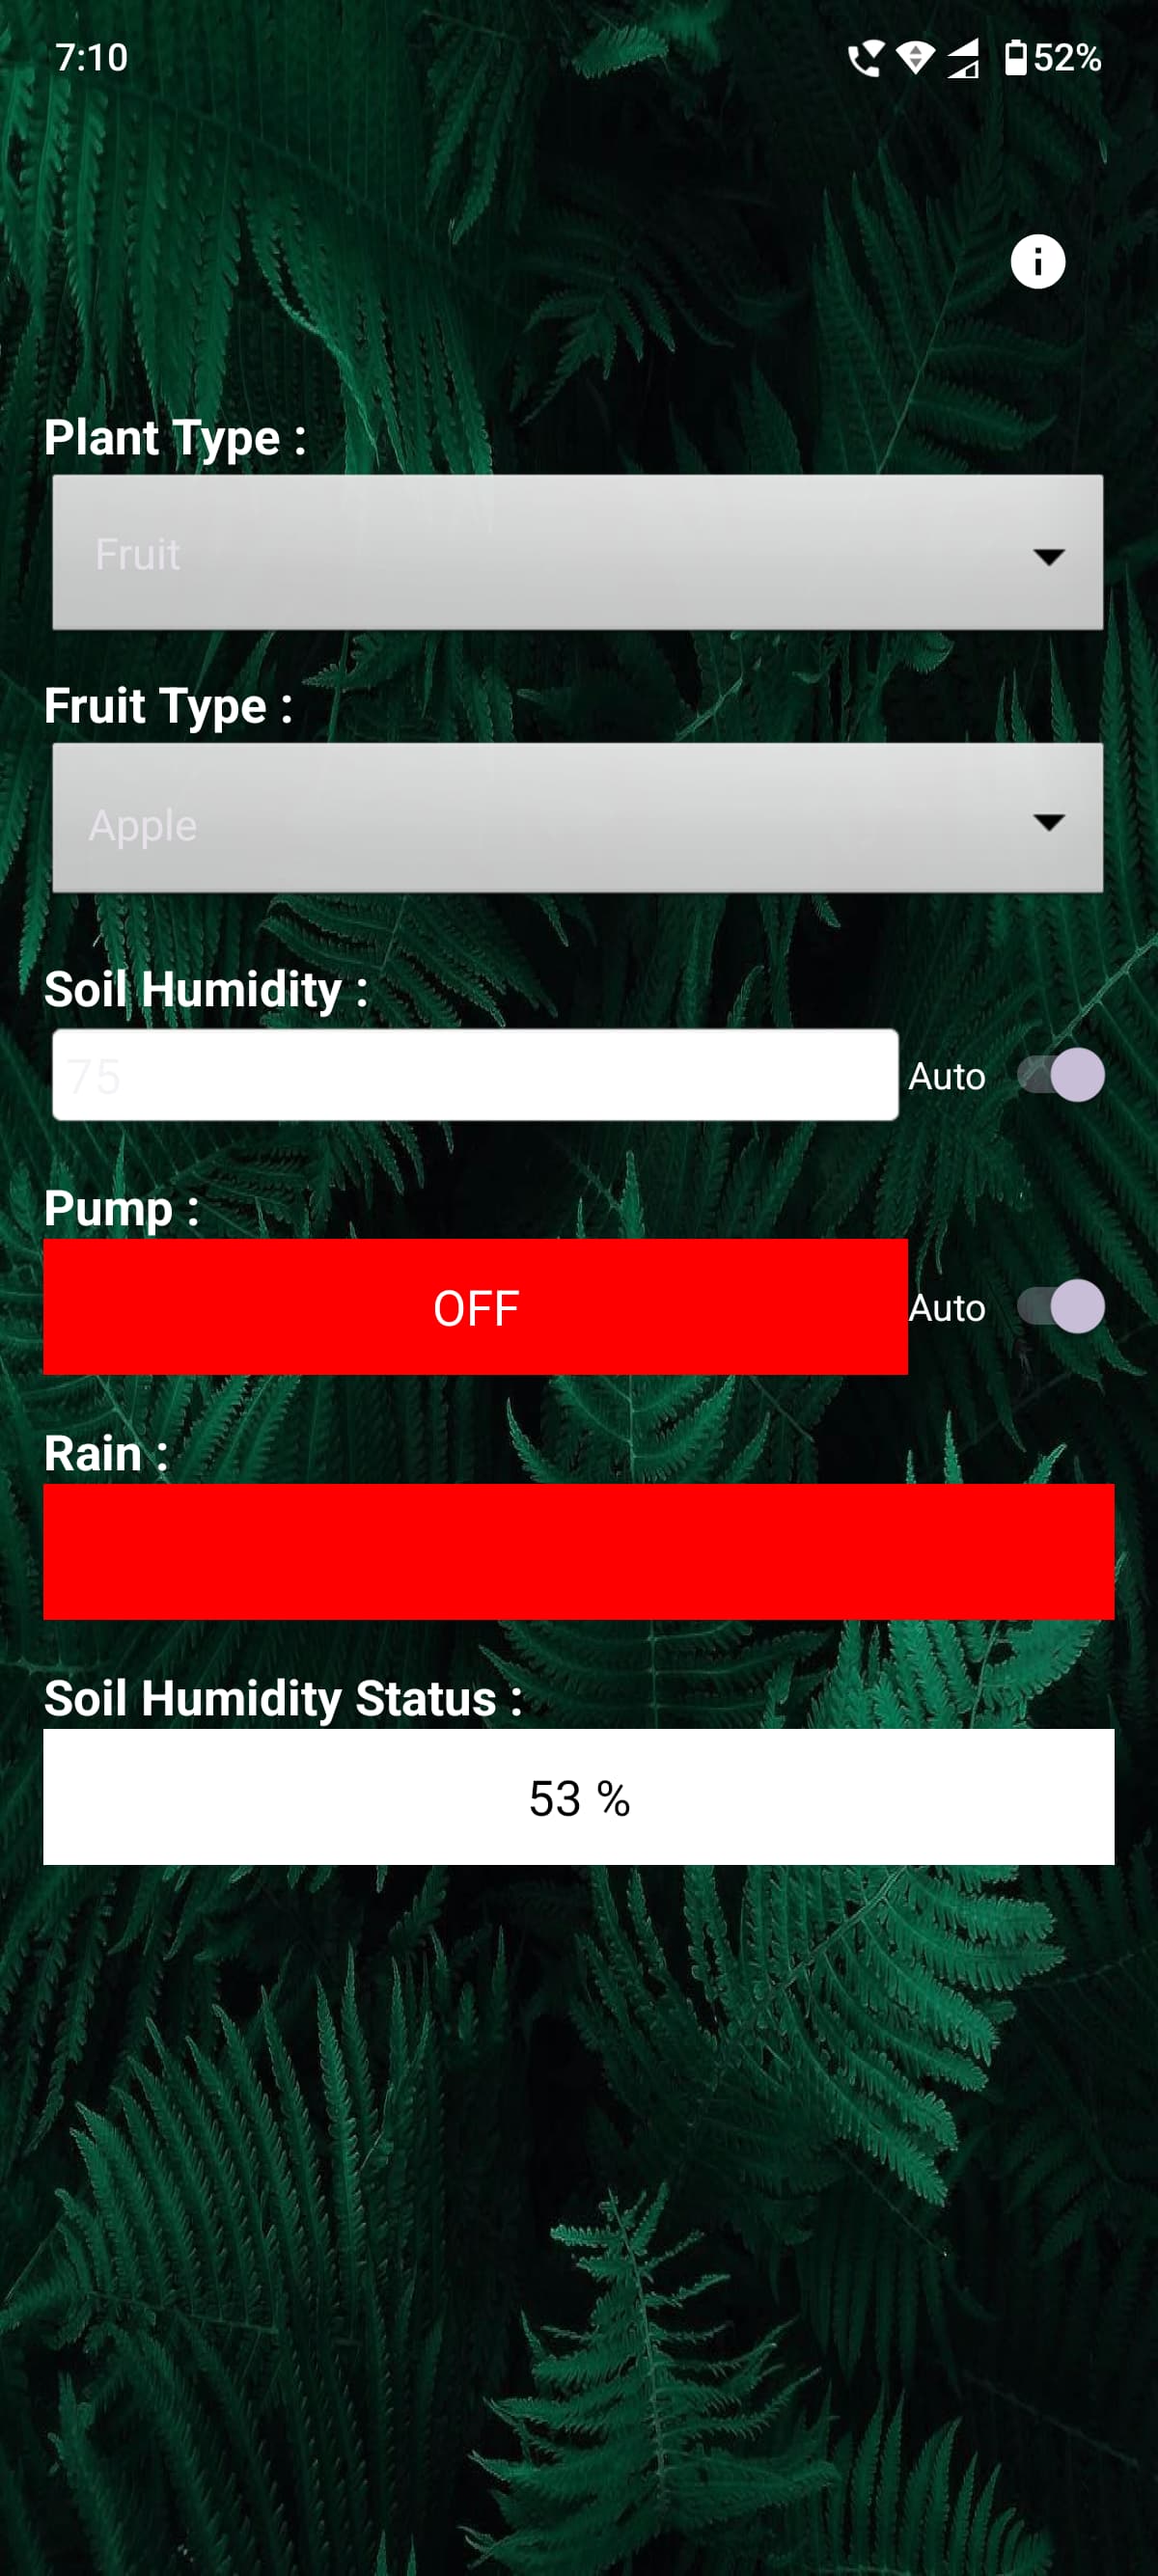 7:10
52%
Plant Type :
Fruit
Fruit Type :
Apple
Soil Humidity :
75
Auto
Pump :
OFF
Auto
Rain :
Soil Humidity Status :
53 %